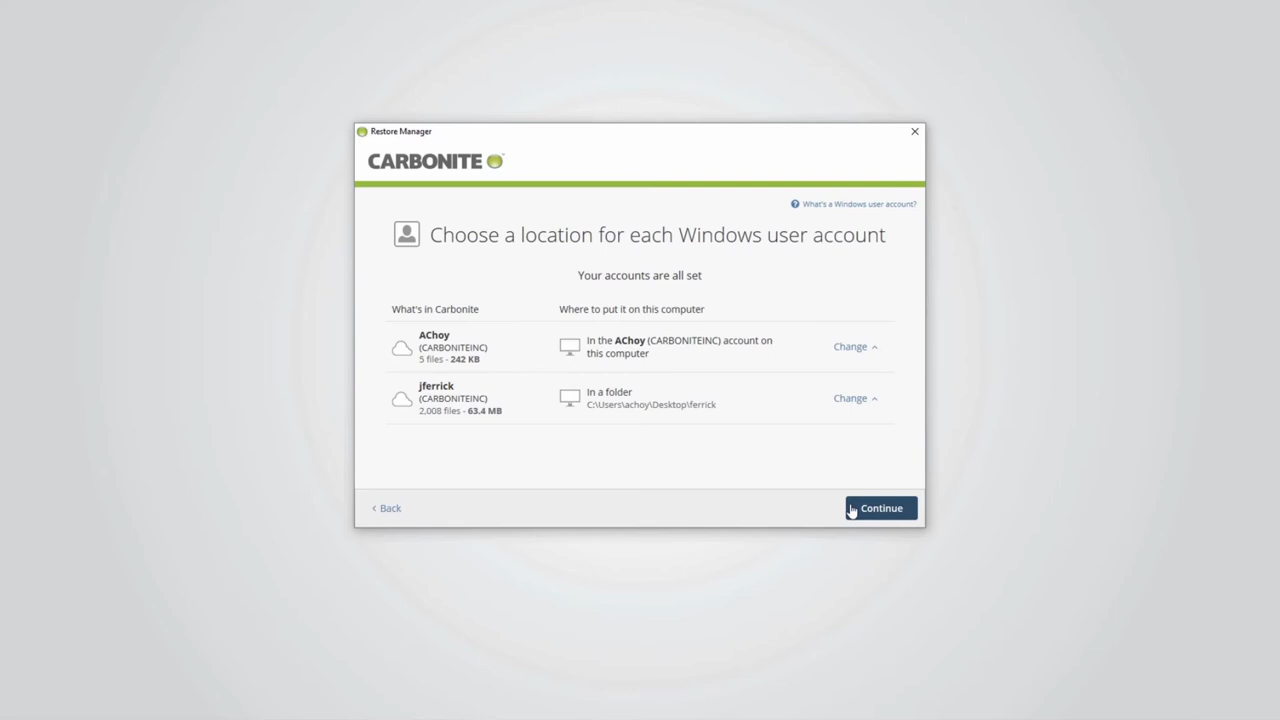 Restore Manager
CARBONITE
What's a Windows user account?
Choose a location for each Windows user account
Your accounts are all set
What's in Carbonite
Where to put it on this computer
AChoy
(CARBONITEINC)
5 files - 242 KB
In the AChoy (CARBONITEINC) account on
this computer
Change
jferrick
(CARBONITEINC)
2,008 files - 63.4 MB
In a folder
C:\Users\achoy\Desktop\ferrick
Change
< Back
Continue